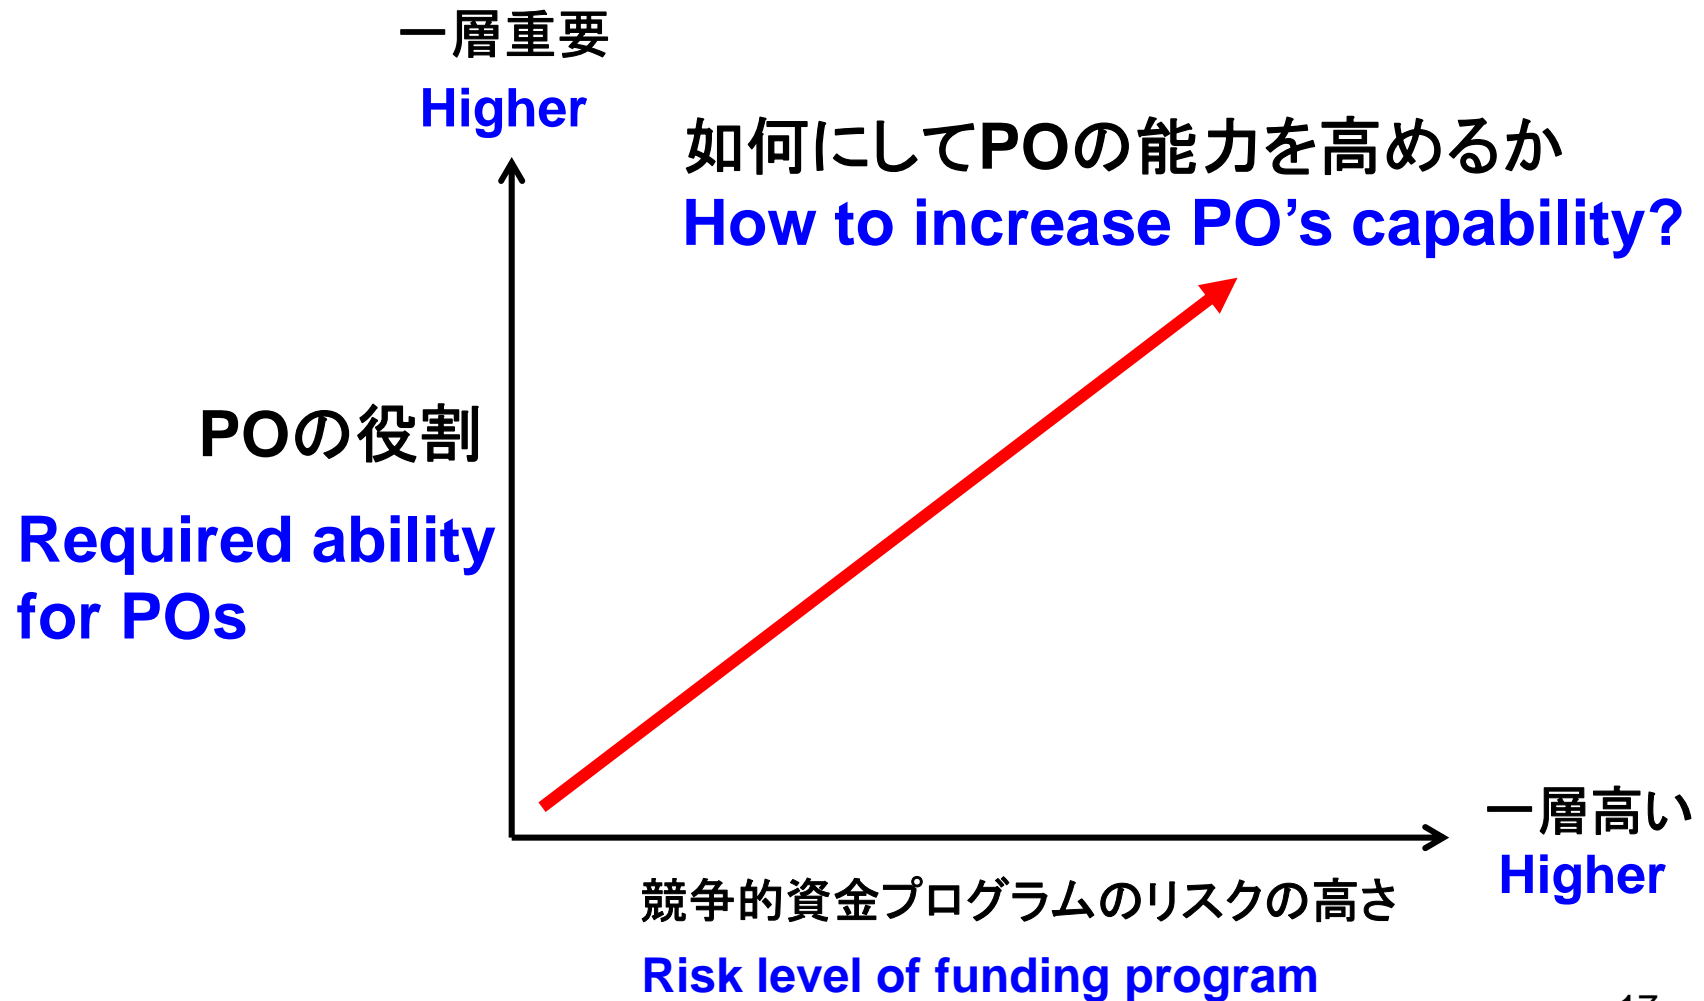 一層重要
Higher
如何にしてPOの能力を高めるか
How to increase PO’s capability?
POの役割
Required ability
for POs
一層高い
Higher
競争的資金プログラムのリスクの高さ
Risk level of funding program